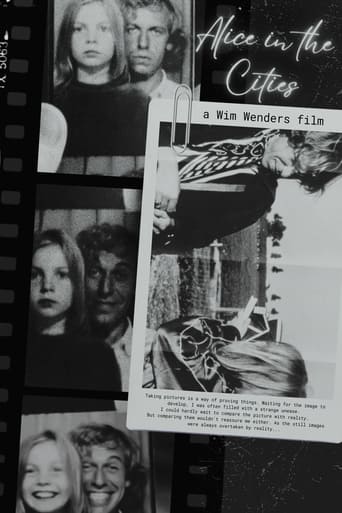 Alice in the
Cities
a Wim Wenders film
TX 5063
Taking pictures is a way of proving things. Waiting for the image to
develop, I was often filled with a strange unease.
I could hardly wait to compare the picture with reality.
But comparing them wouldn't reassure me either. As the still images
were always overtaken by reality...